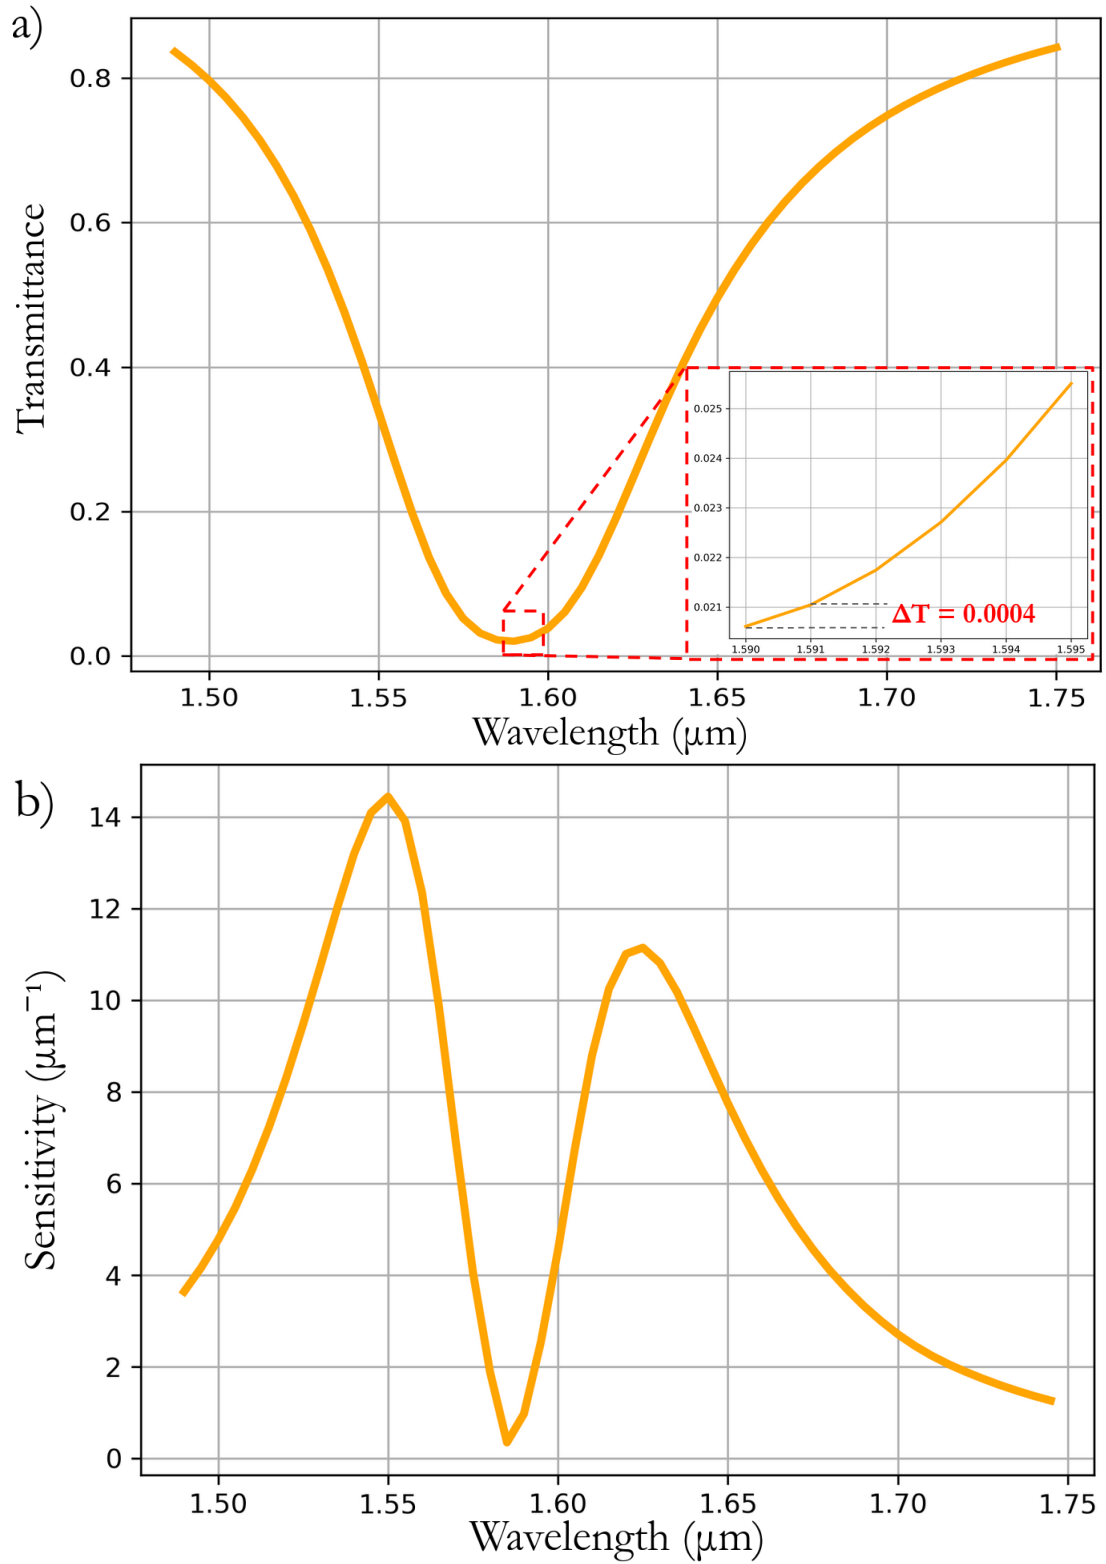 a)
Transmittance
0.8
0.6
0.4
0.2
0.0
0.025
0.024
0.023
0.022
0.021
ΔT = 0.0004
1.590 1.591 1.592 1.593 1.594 1.595
1.50 1.55 1.60 1.65 1.70 1.75
Wavelength (μm)
b)
Sensitivity (μm⁻¹)
14
12
10
8
6
4
2
0
1.50 1.55 1.60 1.65 1.70 1.75
Wavelength (μm)